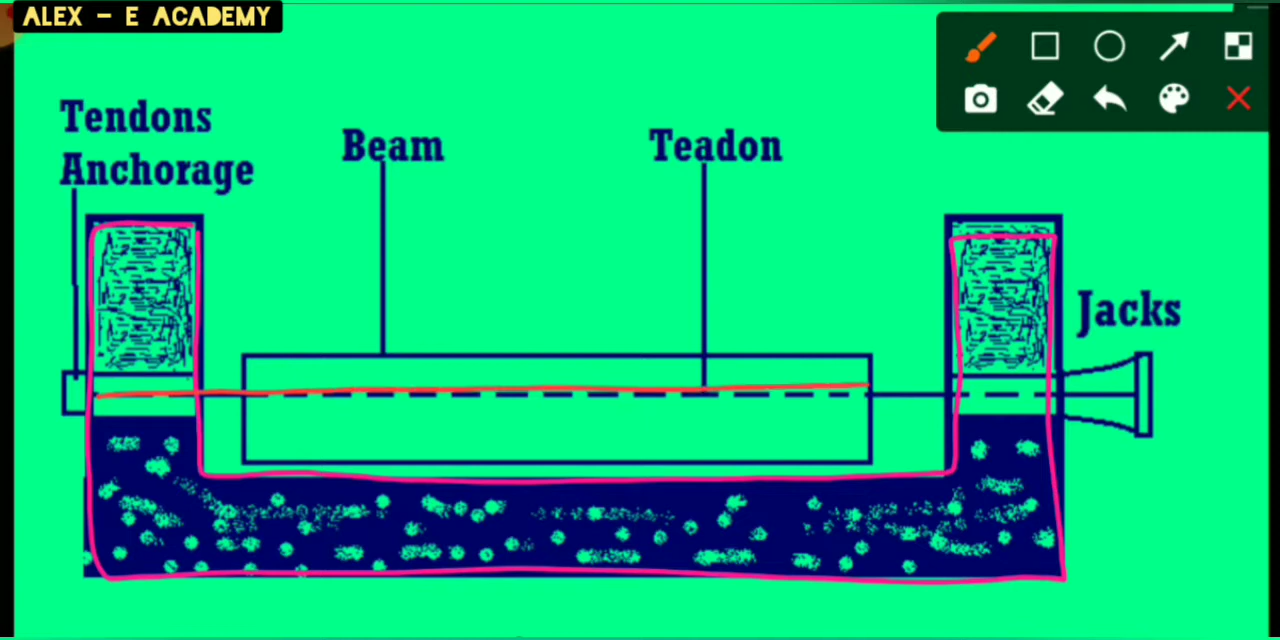 ALEX - E ACADEMY
Tendons
Anchorage
Beam
Teadon
Jacks